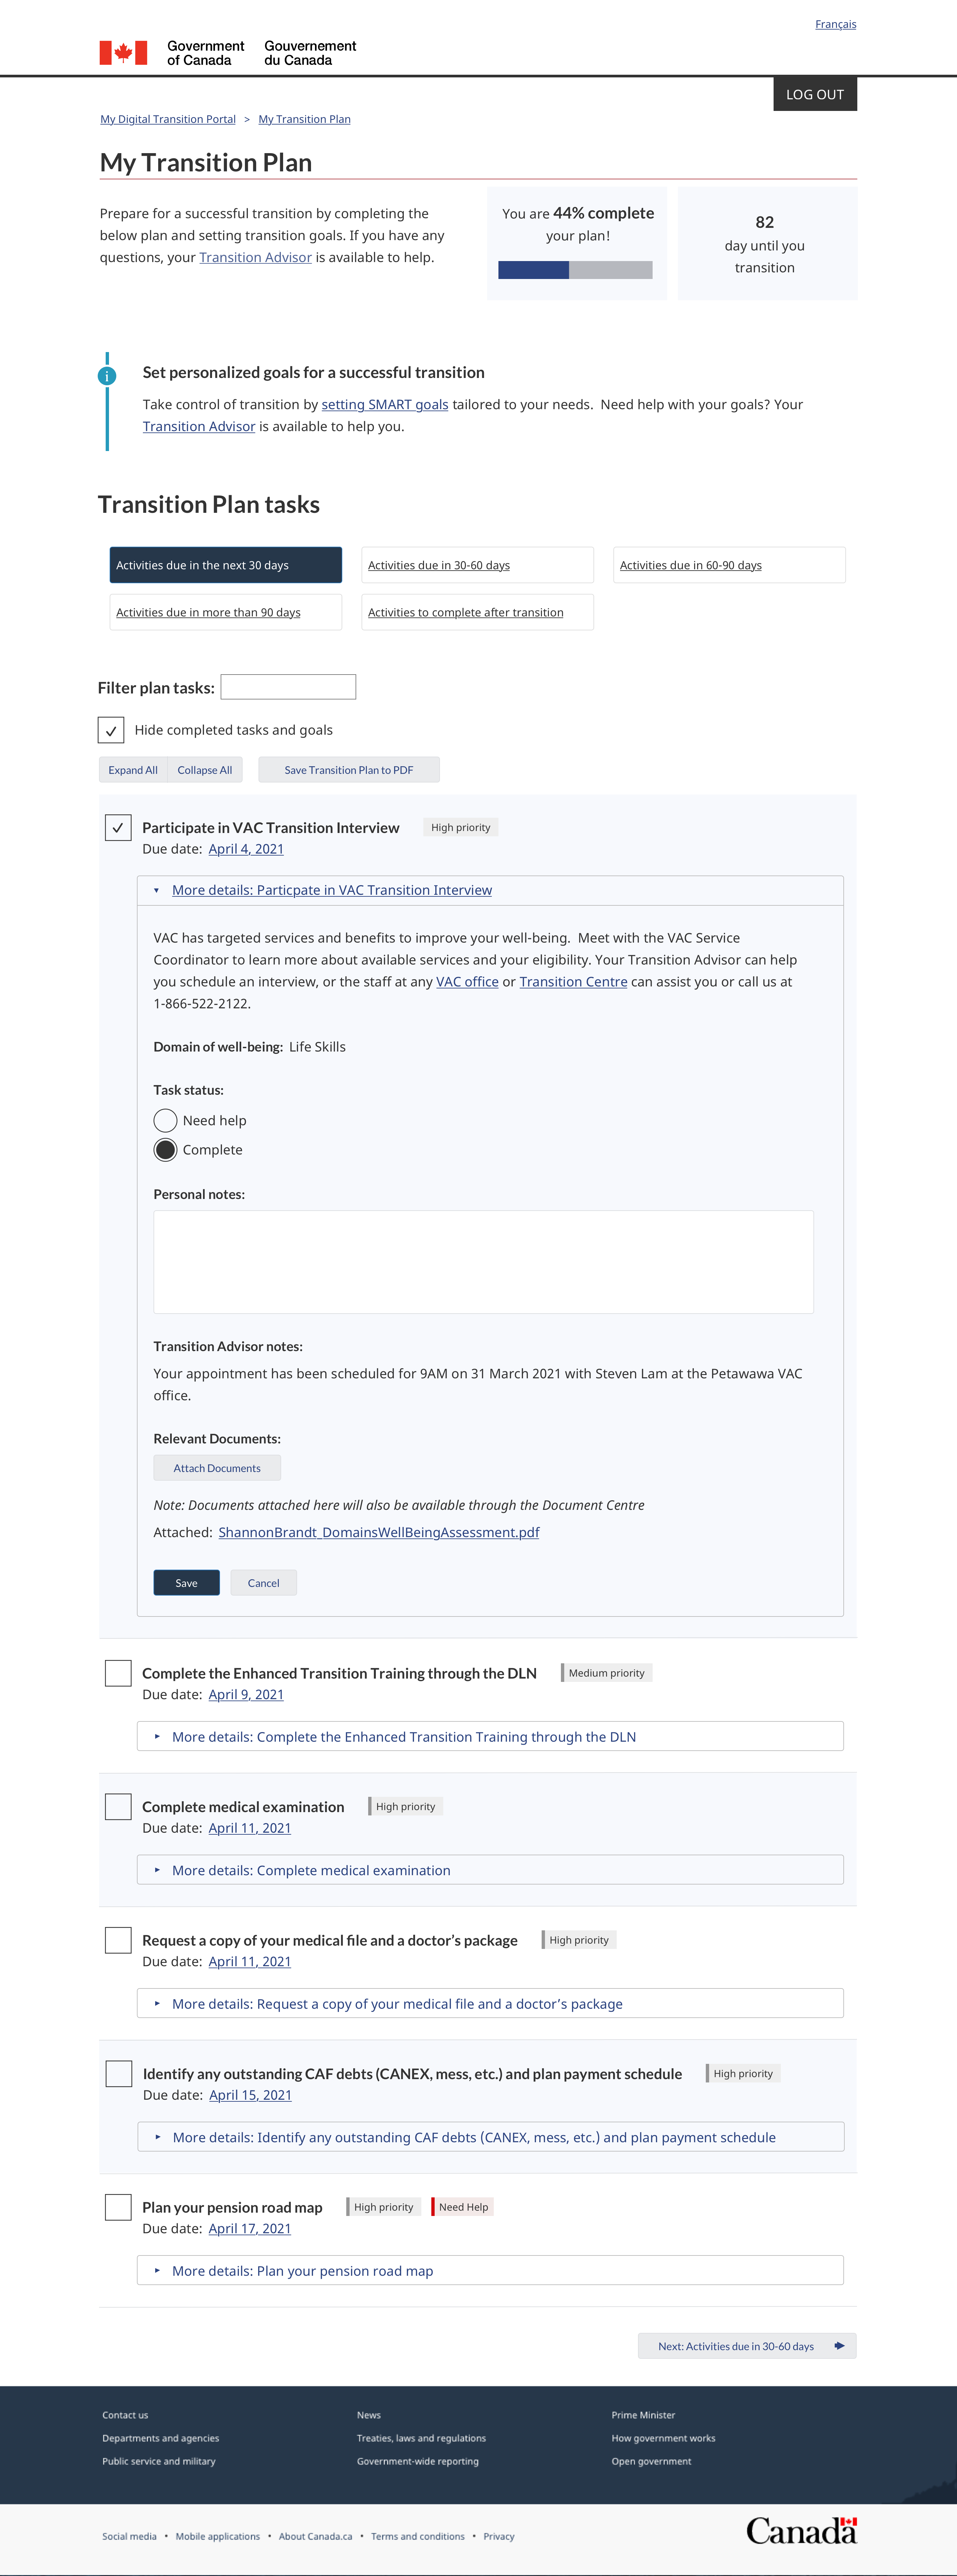 Français
Government
of Canada
Gouvernement
du Canada
LOG OUT
My Digital Transition Portal > My Transition Plan
My Transition Plan
Prepare for a successful transition by completing the
below plan and setting transition goals. If you have any
questions, your Transition Advisor is available to help.
You are 44% complete
your plan!
82
day until you
transition
Set personalized goals for a successful transition
Take control of transition by setting SMART goals tailored to your needs. Need help with your goals? Your
Transition Advisor is available to help you.
Transition Plan tasks
Activities due in the next 30 days
Activities due in 30-60 days
Activities due in 60-90 days
Activities due in more than 90 days
Activities to complete after transition
Filter plan tasks:
Hide completed tasks and goals
Expand All
Collapse All
Save Transition Plan to PDF
Participate in VAC Transition Interview
High priority
Due date: April 4, 2021
More details: Particpate in VAC Transition Interview
VAC has targeted services and benefits to improve your well-being. Meet with the VAC Service
Coordinator to learn more about available services and your eligibility. Your Transition Advisor can help
you schedule an interview, or the staff at any VAC office or Transition Centre can assist you or call us at
1-866-522-2122.
Domain of well-being: Life Skills
Task status:
Need help
Complete
Personal notes:
Transition Advisor notes:
Your appointment has been scheduled for 9AM on 31 March 2021 with Steven Lam at the Petawawa VAC
office.
Relevant Documents:
Attach Documents
Note: Documents attached here will also be available through the Document Centre
Attached: ShannonBrandt_DomainsWellBeingAssessment.pdf
Save
Cancel
Complete the Enhanced Transition Training through the DLN
Medium priority
Due date: April 9, 2021
More details: Complete the Enhanced Transition Training through the DLN
Complete medical examination
High priority
Due date: April 11, 2021
More details: Complete medical examination
Request a copy of your medical file and a doctor’s package
High priority
Due date: April 11, 2021
More details: Request a copy of your medical file and a doctor’s package
Identify any outstanding CAF debts (CANEX, mess, etc.) and plan payment schedule
High priority
Due date: April 15, 2021
More details: Identify any outstanding CAF debts (CANEX, mess, etc.) and plan payment schedule
Plan your pension road map
High priority
Need Help
Due date: April 17, 2021
More details: Plan your pension road map
Next: Activities due in 30-60 days
Contact us
News
Prime Minister
Departments and agencies
Treaties, laws and regulations
How government works
Public service and military
Government-wide reporting
Open government
Social media • Mobile applications • About Canada.ca • Terms and conditions • Privacy
Canada